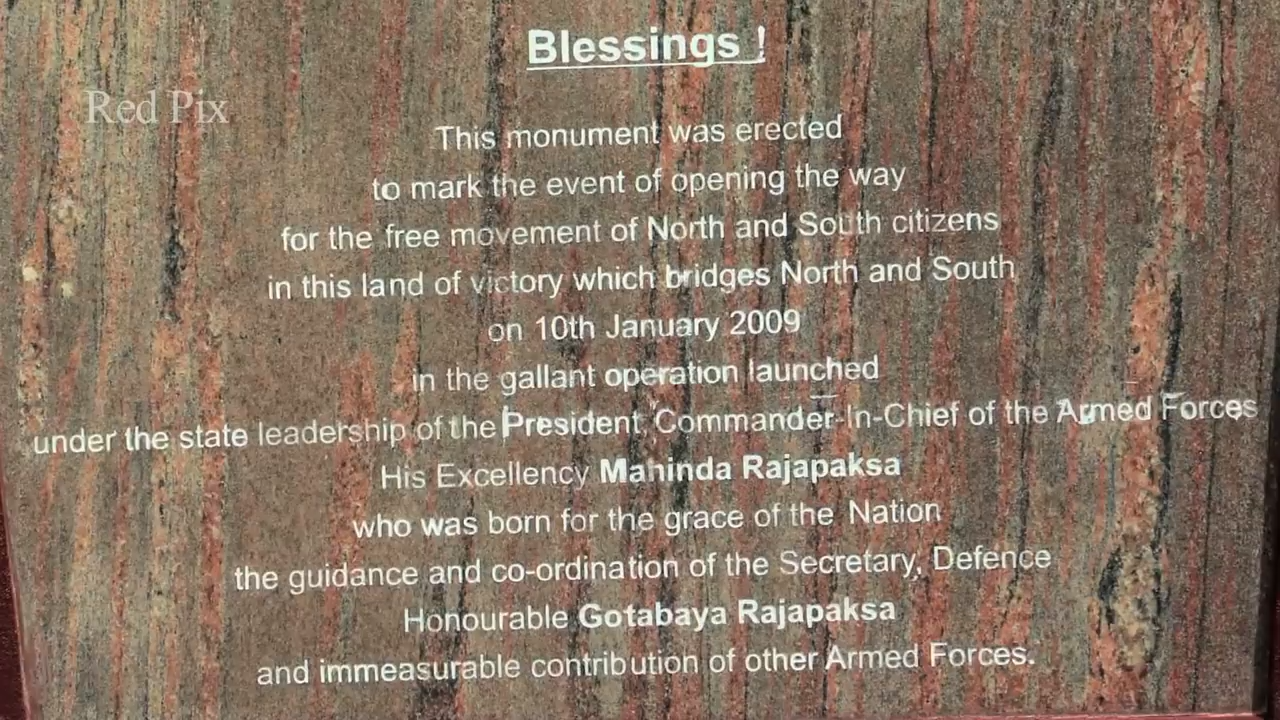 Blessings !
Red Pix
This monument was erected
to mark the event of opening the way
for the free movement of North and South citizens
in this land of victory which bridges North and South
on 10th January 2009
in the gallant operation launched
under the state leadership of the President, Commander-In-Chief of the Armed Forces
His Excellency Mahinda Rajapaksa
who was born for the grace of the Nation
the guidance and co-ordination of the Secretary, Defence
Honourable Gotabaya Rajapaksa
and immeasurable contribution of other Armed Forces.